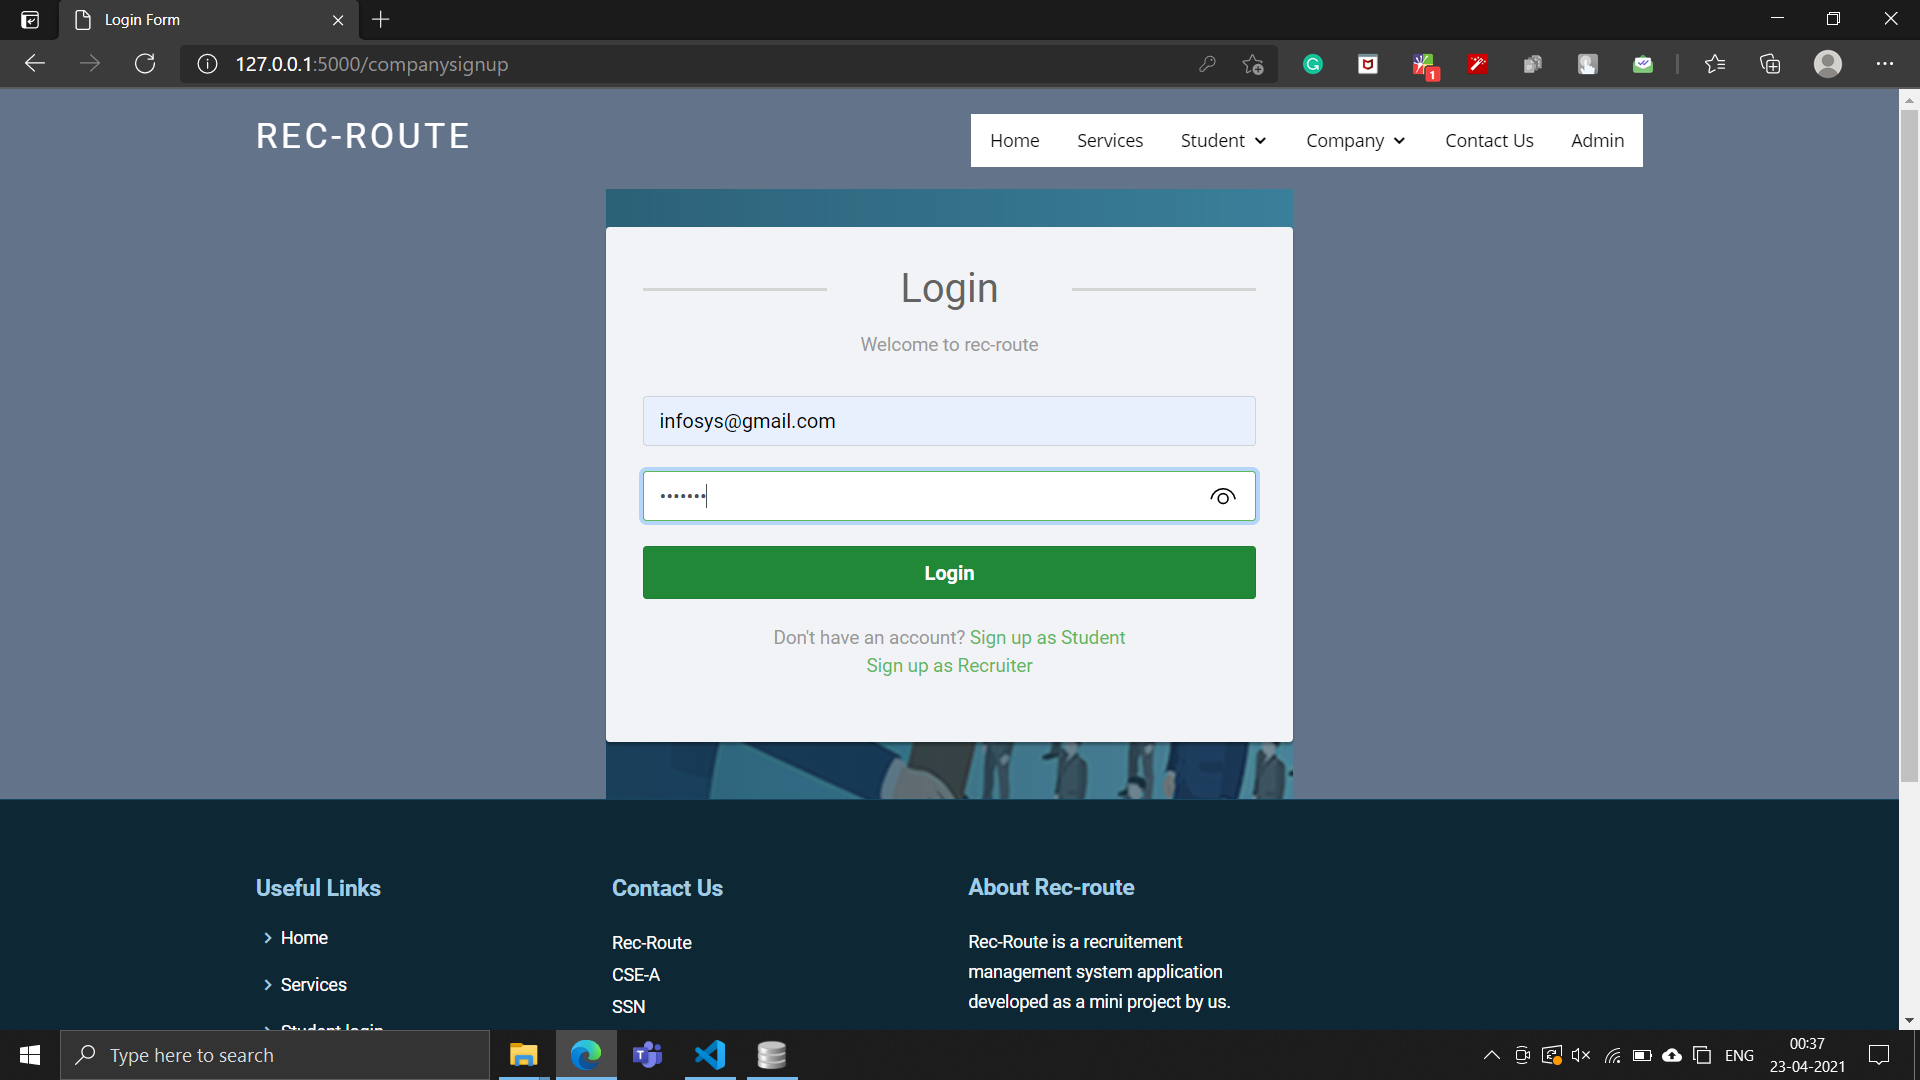 Login Form
127.0.0.1:5000/companysignup
1
REC-ROUTE
Home Services Student Company Contact Us Admin
Login
Welcome to rec-route
infosys@gmail.com
•••••••
Login
Don't have an account? Sign up as Student
Sign up as Recruiter
Useful Links
Home
Services
Student login
Contact Us
Rec-Route
CSE-A
SSN
About Rec-route
Rec-Route is a recruitement
management system application
developed as a mini project by us.
Type here to search
ENG
00:37
23-04-2021